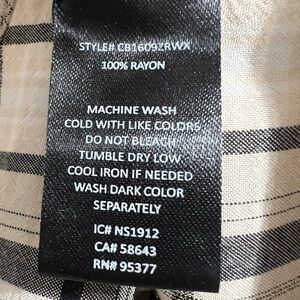 STYLE# CB1609ZRWX
100% RAYON
MACHINE WASH
COLD WITH LIKE COLORS
DO NOT BLEACH
TUMBLE DRY LOW
COOL IRON IF NEEDED
WASH DARK COLOR
SEPARATELY
IC# NS1912
CA# 58643
RN# 95377